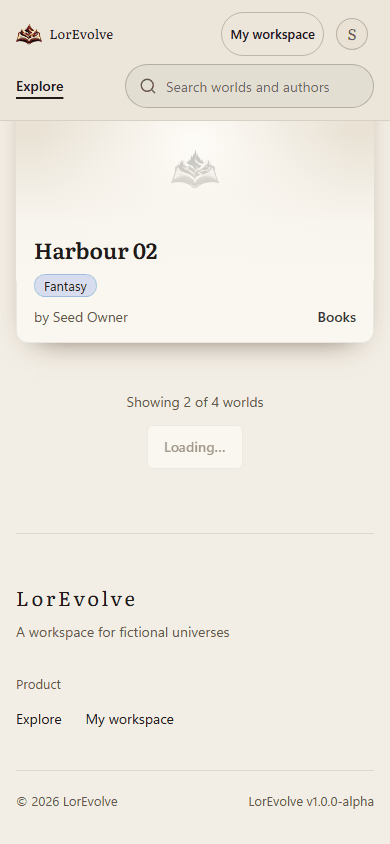 LorEvolve
My workspace
S
Explore
Search worlds and authors
Harbour 02
Fantasy
by Seed Owner
Books
Showing 2 of 4 worlds
Loading...
LorEvolve
A workspace for fictional universes
Product
Explore
My workspace
© 2026 LorEvolve
LorEvolve v1.0.0-alpha